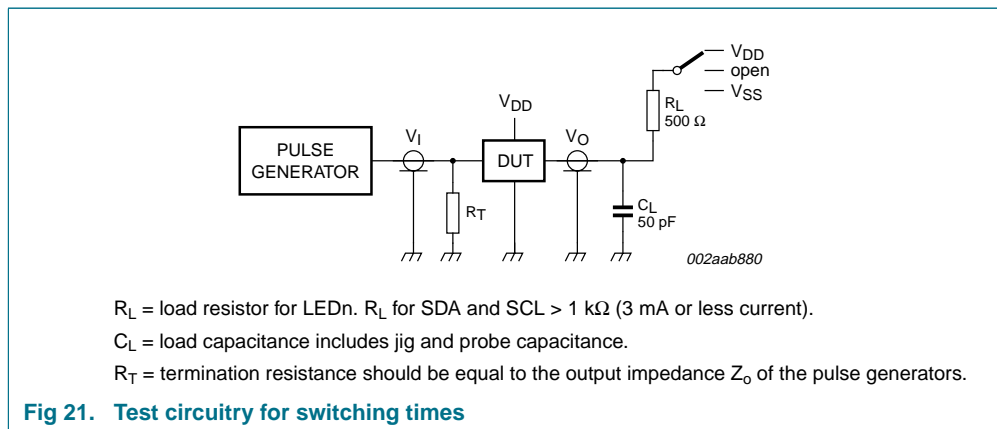 V_DD
open
V_SS
R_L
500 Ω
V_DD
V_I
V_O
PULSE
GENERATOR
DUT
R_T
C_L
50 pF
002aab880
R_L = load resistor for LEDn. R_L for SDA and SCL > 1 kΩ (3 mA or less current).
C_L = load capacitance includes jig and probe capacitance.
R_T = termination resistance should be equal to the output impedance Z_o of the pulse generators.
Fig 21. Test circuitry for switching times